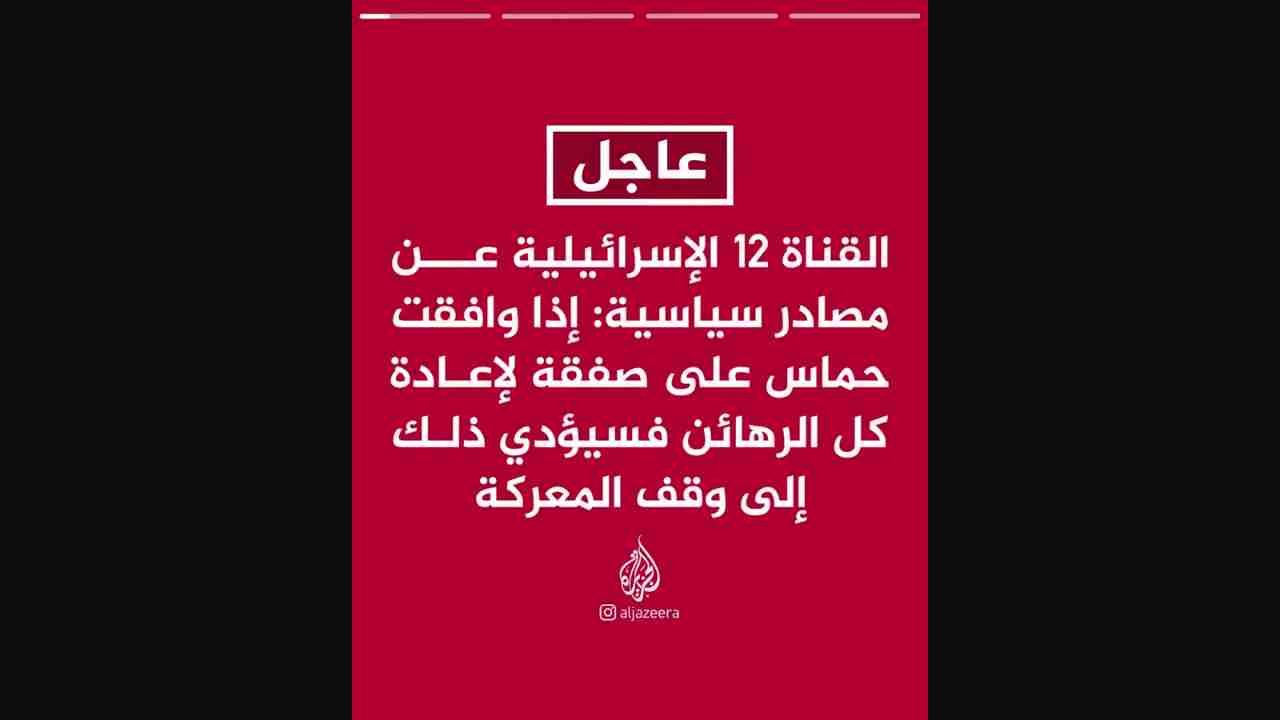 عاجل
القناة 12 الإسرائيلية عـــن
مصادر سياسية: إذا وافقت
حماس على صفقة لإعـادة
كل الرهائن فسيؤدي ذلـك
إلى وقف المعركة
الجزيرة
aljazeera